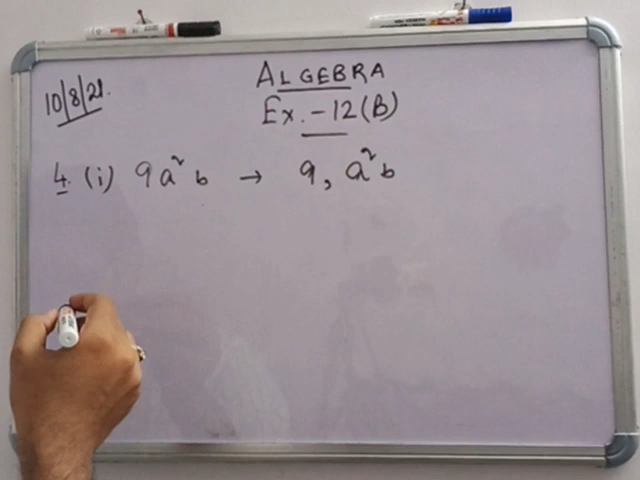 ALGEBRA
10/8/21.
Ex. - 12 (B)
4. (i) 9a²b → 9, a²b